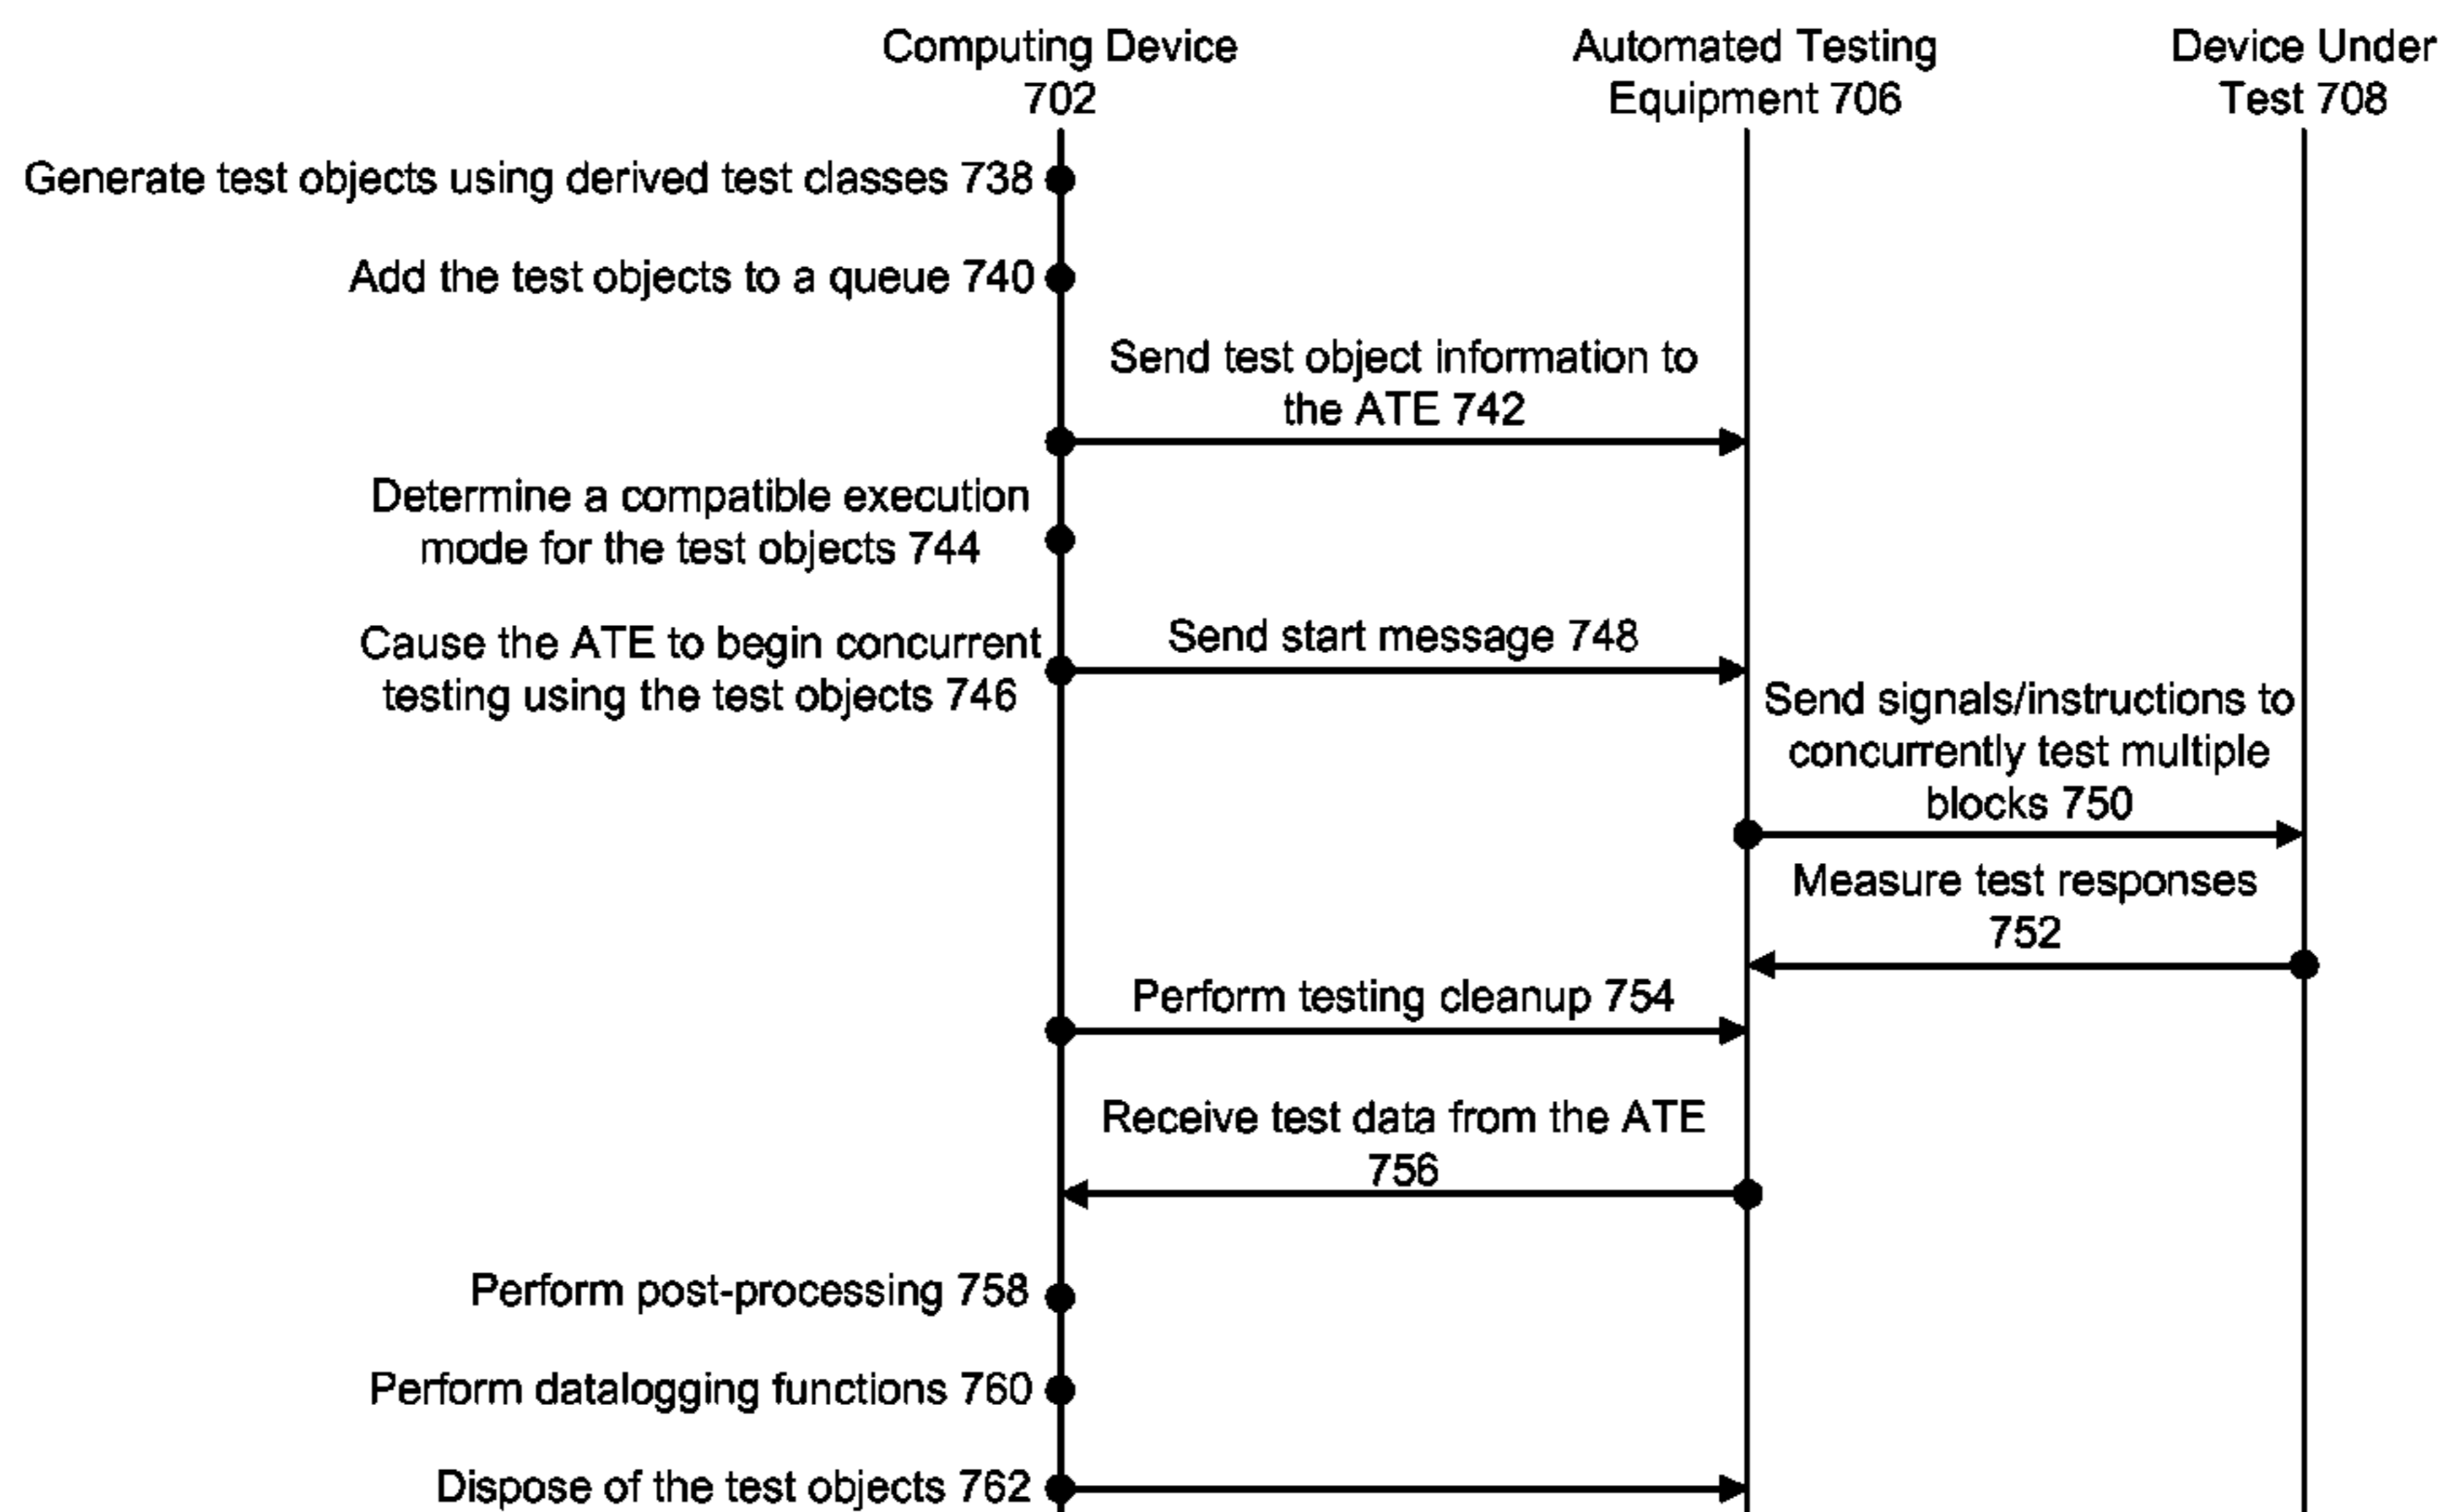 Computing Device
702
Automated Testing
Equipment 706
Device Under
Test 708
Generate test objects using derived test classes 738
Add the test objects to a queue 740
Send test object information to
the ATE 742
Determine a compatible execution
mode for the test objects 744
Cause the ATE to begin concurrent
testing using the test objects 746
Send start message 748
Send signals/instructions to
concurrently test multiple
blocks 750
Measure test responses
752
Perform testing cleanup 754
Receive test data from the ATE
756
Perform post-processing 758
Perform datalogging functions 760
Dispose of the test objects 762